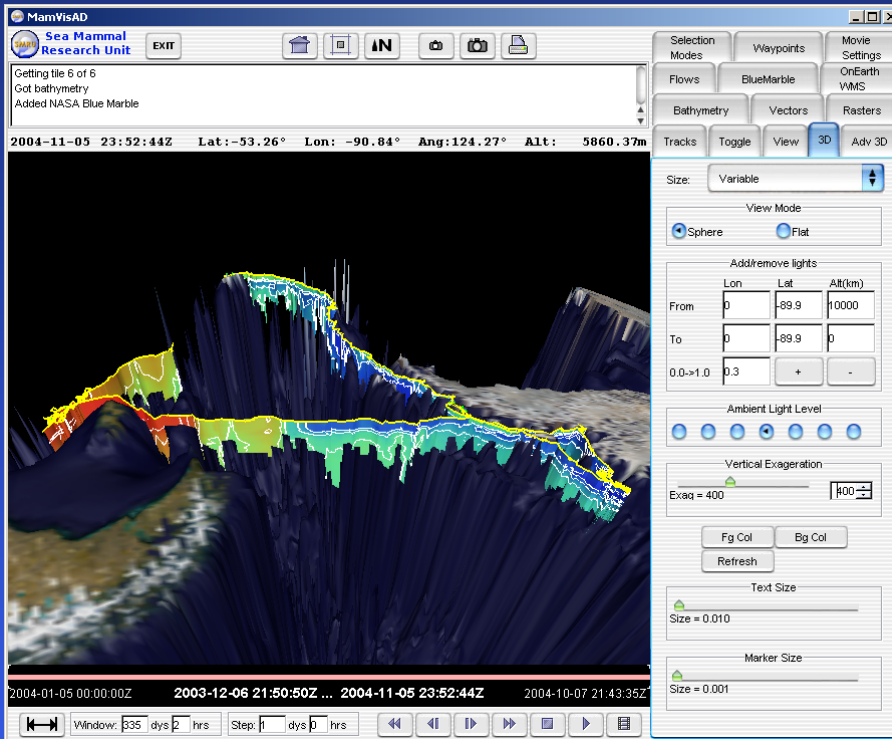 MamVisAD
SMRU
Sea Mammal
Research Unit
EXIT
N
Getting tile 6 of 6
Got bathymetry
Added NASA Blue Marble
2004-11-05 23:52:44Z Lat:-53.26° Lon: -90.84° Ang:124.27° Alt: 5860.37m
Selection Modes
Waypoints
Movie Settings
Flows
BlueMarble
OnEarth WMS
Bathymetry
Vectors
Rasters
Tracks
Toggle
View
3D
Adv 3D
Size: Variable
View Mode
Sphere
Flat
Add/remove lights
Lon Lat Alt(km)
From 0 -89.9 10000
To 0 -89.9 0
0.0->1.0 0.3 + -
Ambient Light Level
Vertical Exageration
Exag = 400
400
Fg Col
Bg Col
Refresh
Text Size
Size = 0.010
Marker Size
Size = 0.001
2004-01-05 00:00:00Z
2003-12-06 21:50:50Z ... 2004-11-05 23:52:44Z
2004-10-07 21:43:35Z
Window: 335 dys 2 hrs
Step: 1 dys 0 hrs